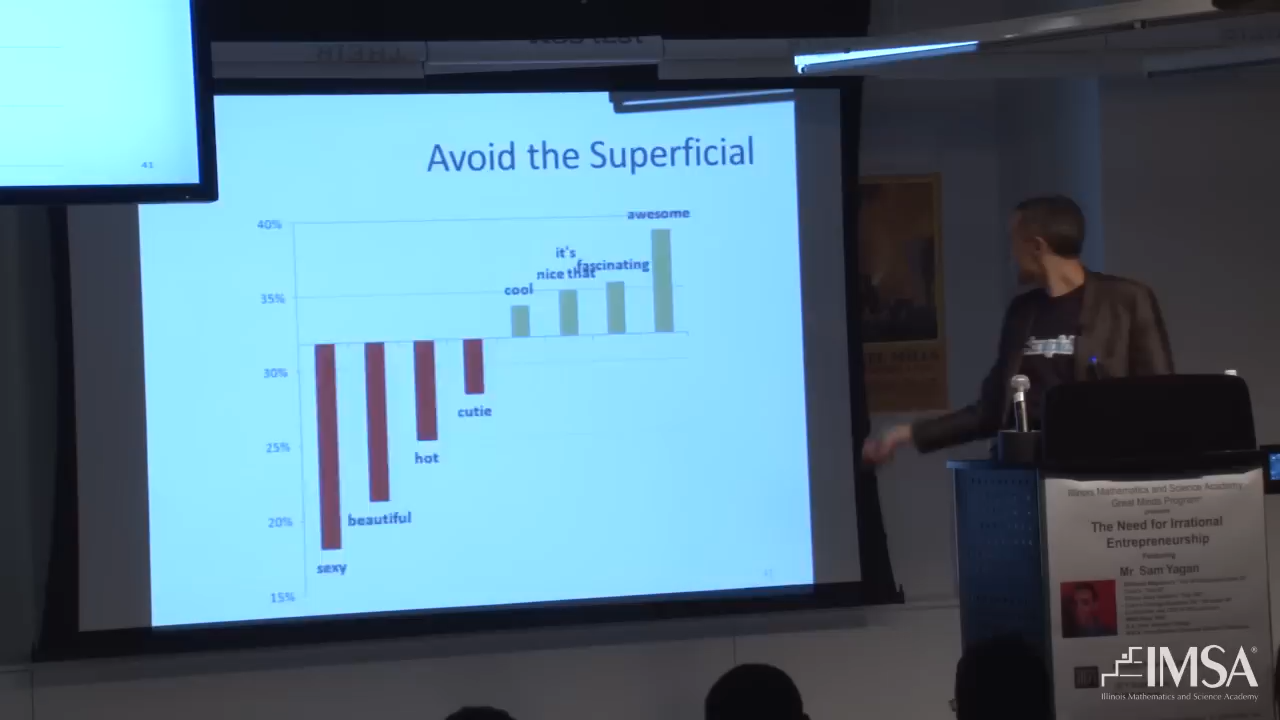 41
Avoid the Superficial
40%
35%
30%
25%
20%
15%
sexy
beautiful
hot
cutie
cool
it's
nice that
fascinating
awesome
Illinois Mathematics and Science Academy
Great Minds Program
presents
The Need for Irrational
Entrepreneurship
Featuring
Mr Sam Yagan
IMSA®
Illinois Mathematics and Science Academy